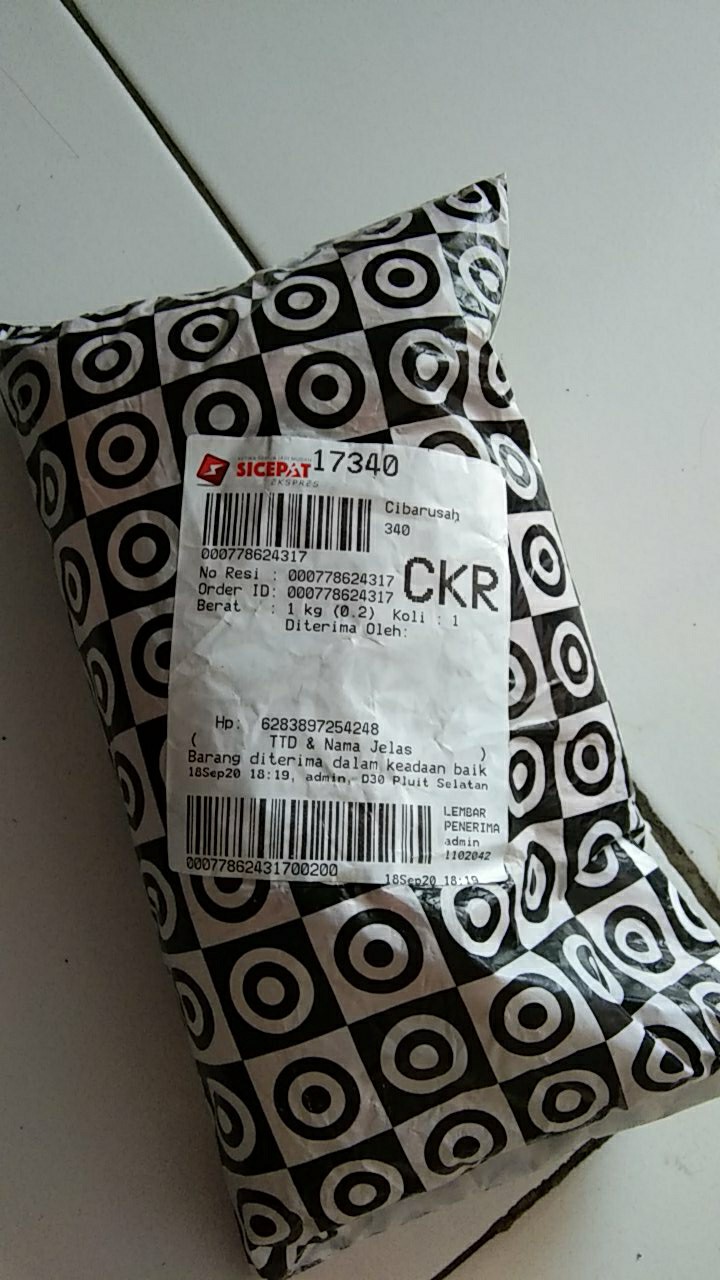 SICEPAT 17340
EKSPRES
Cibarusah
340
000778624317
CKR
No Resi : 000778624317
Order ID: 000778624317
Berat : 1 kg (0.2) Koli : 1
Diterima Oleh:
Hp: 6283897254248
( TTD & Nama Jelas )
Barang diterima dalam keadaan baik
18Sep20 18:19, admin, D30 Pluit Selatan
LEMBAR
PENERIMA
admin
1102042
00077862431700200
18Sep20 18:19